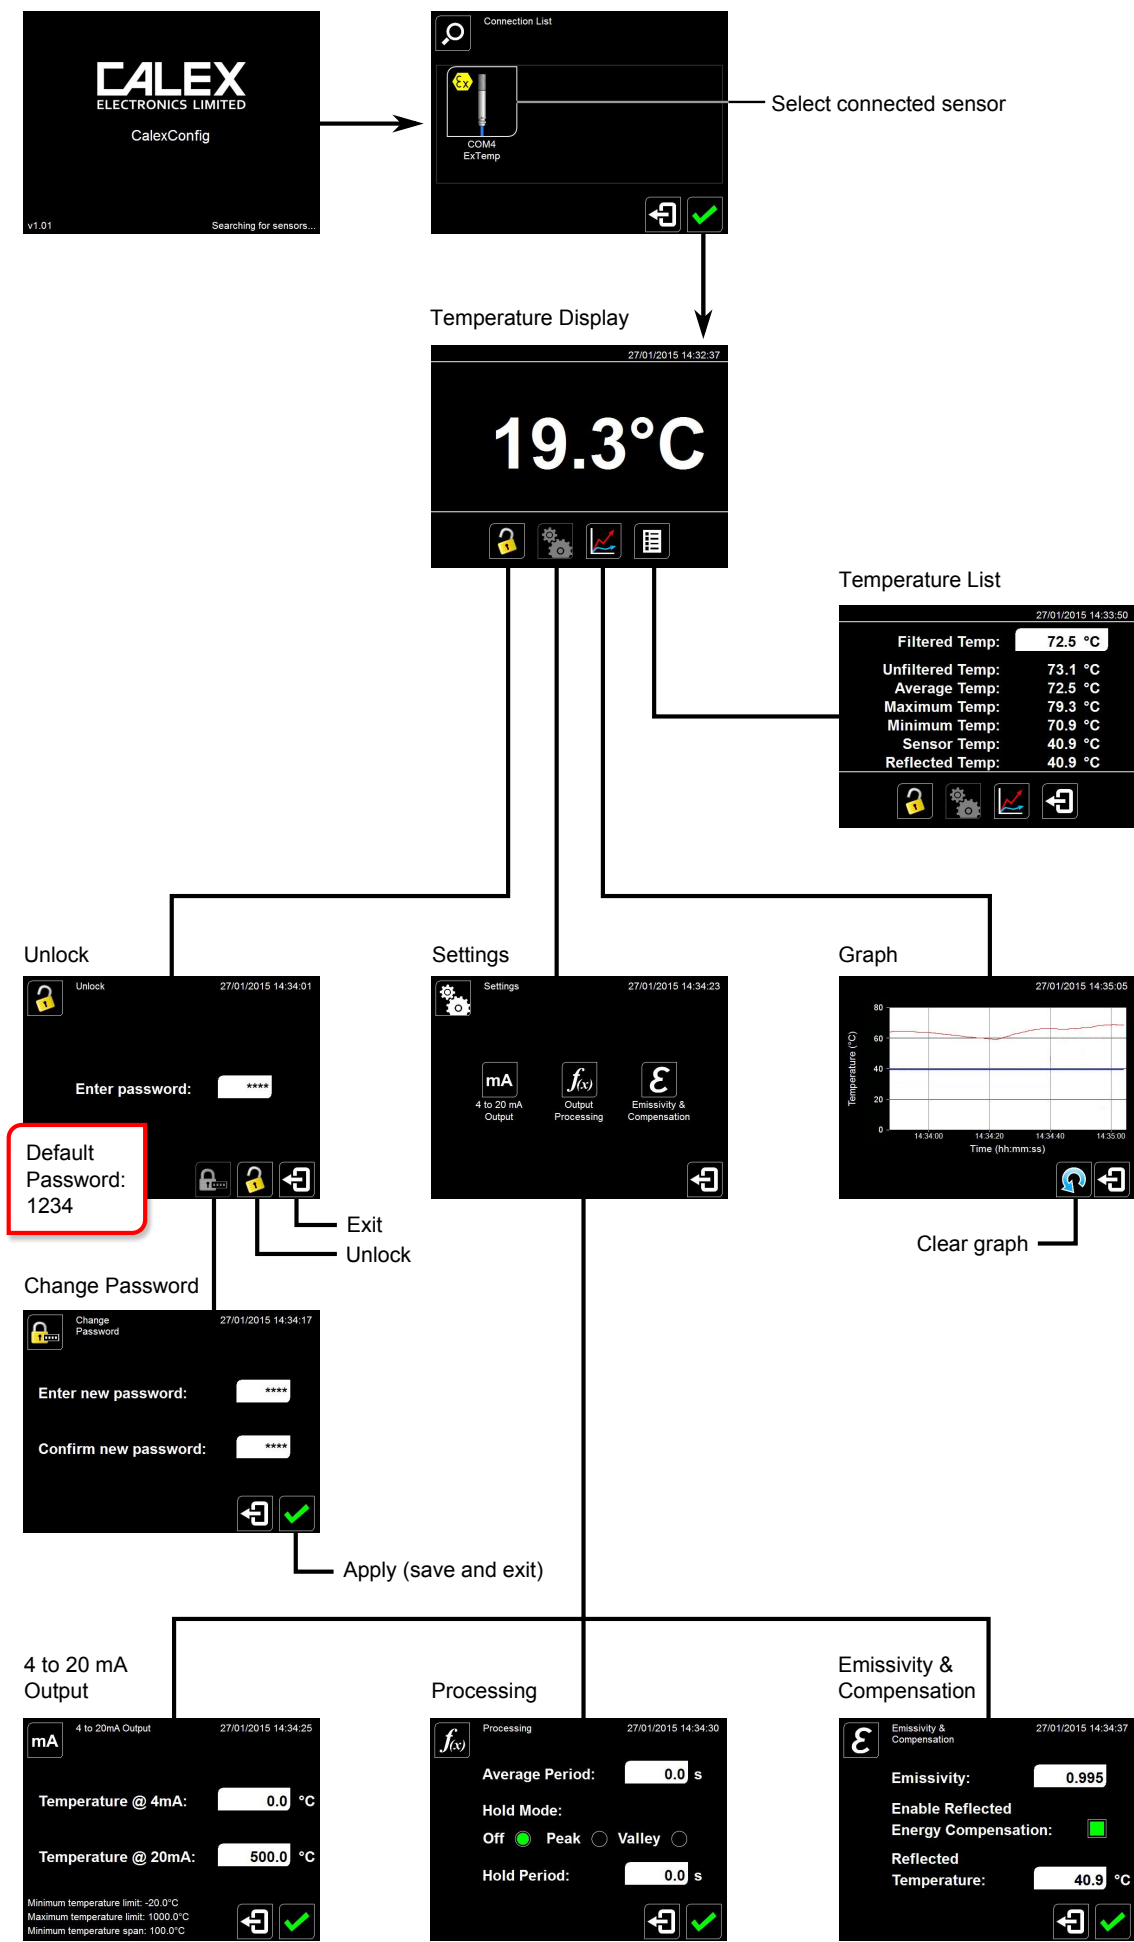 CALEX
ELECTRONICS LIMITED
CalexConfig
v1.01
Searching for sensors...
Connection List
Ex
COM4
ExTemp
Select connected sensor
Temperature Display
27/01/2015 14:32:37
19.3°C
Temperature List
27/01/2015 14:33:50
Filtered Temp: 72.5 °C
Unfiltered Temp: 73.1 °C
Average Temp: 72.5 °C
Maximum Temp: 79.3 °C
Minimum Temp: 70.9 °C
Sensor Temp: 40.9 °C
Reflected Temp: 40.9 °C
Unlock
Unlock
27/01/2015 14:34:01
Enter password: ****
Default
Password:
1234
Exit
Unlock
Settings
Settings
27/01/2015 14:34:23
mA
4 to 20 mA
Output
f(x)
Output
Processing
ε
Emissivity &
Compensation
Graph
27/01/2015 14:35:05
Temperature (°C)
80
60
40
20
0
14:34:00 14:34:20 14:34:40 14:35:00
Time (hh:mm:ss)
Clear graph
Change Password
Change
Password
27/01/2015 14:34:17
Enter new password: ****
Confirm new password: ****
Apply (save and exit)
4 to 20 mA
Output
mA
4 to 20mA Output
27/01/2015 14:34:25
Temperature @ 4mA: 0.0 °C
Temperature @ 20mA: 500.0 °C
Minimum temperature limit: -20.0°C
Maximum temperature limit: 1000.0°C
Minimum temperature span: 100.0°C
Processing
f(x)
Processing
27/01/2015 14:34:30
Average Period: 0.0 s
Hold Mode:
Off Peak Valley
Hold Period: 0.0 s
Emissivity &
Compensation
ε
Emissivity &
Compensation
27/01/2015 14:34:37
Emissivity: 0.995
Enable Reflected
Energy Compensation:
Reflected
Temperature: 40.9 °C